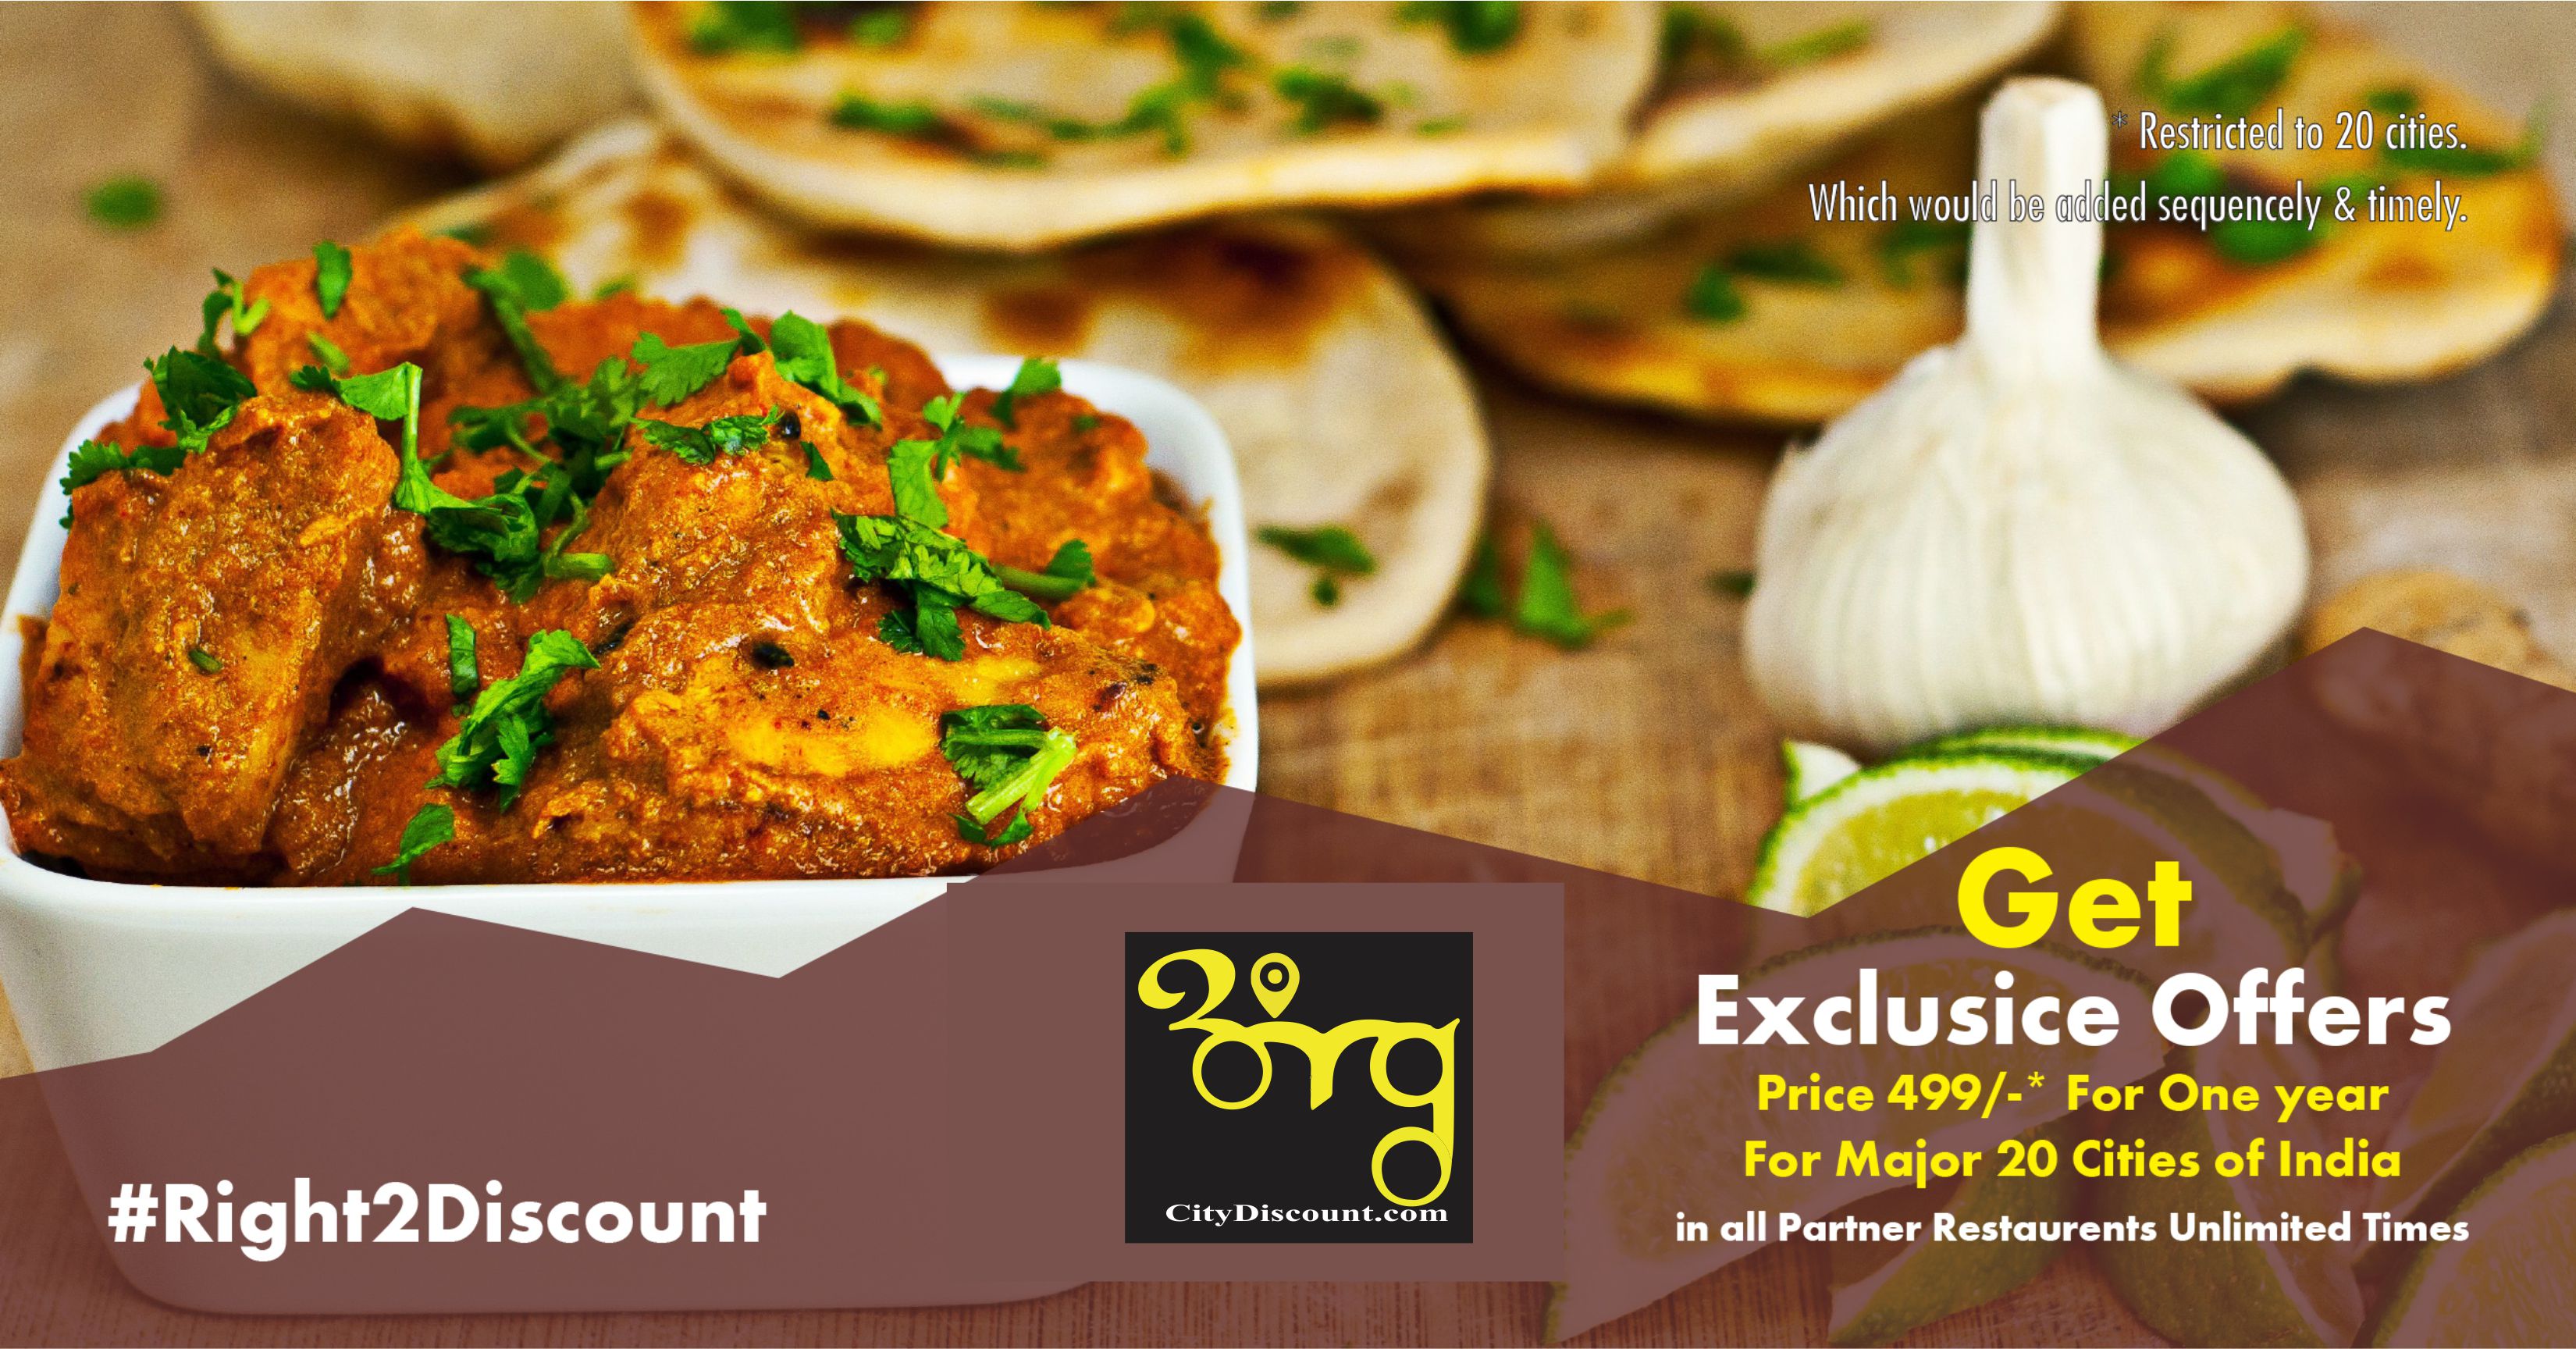 * Restricted to 20 cities.
Which would be added sequencely & timely.
Get
Exclusice Offers
Price 499/-* For One year
For Major 20 Cities of India
in all Partner Restaurents Unlimited Times
#Right2Discount
CityDiscount.com